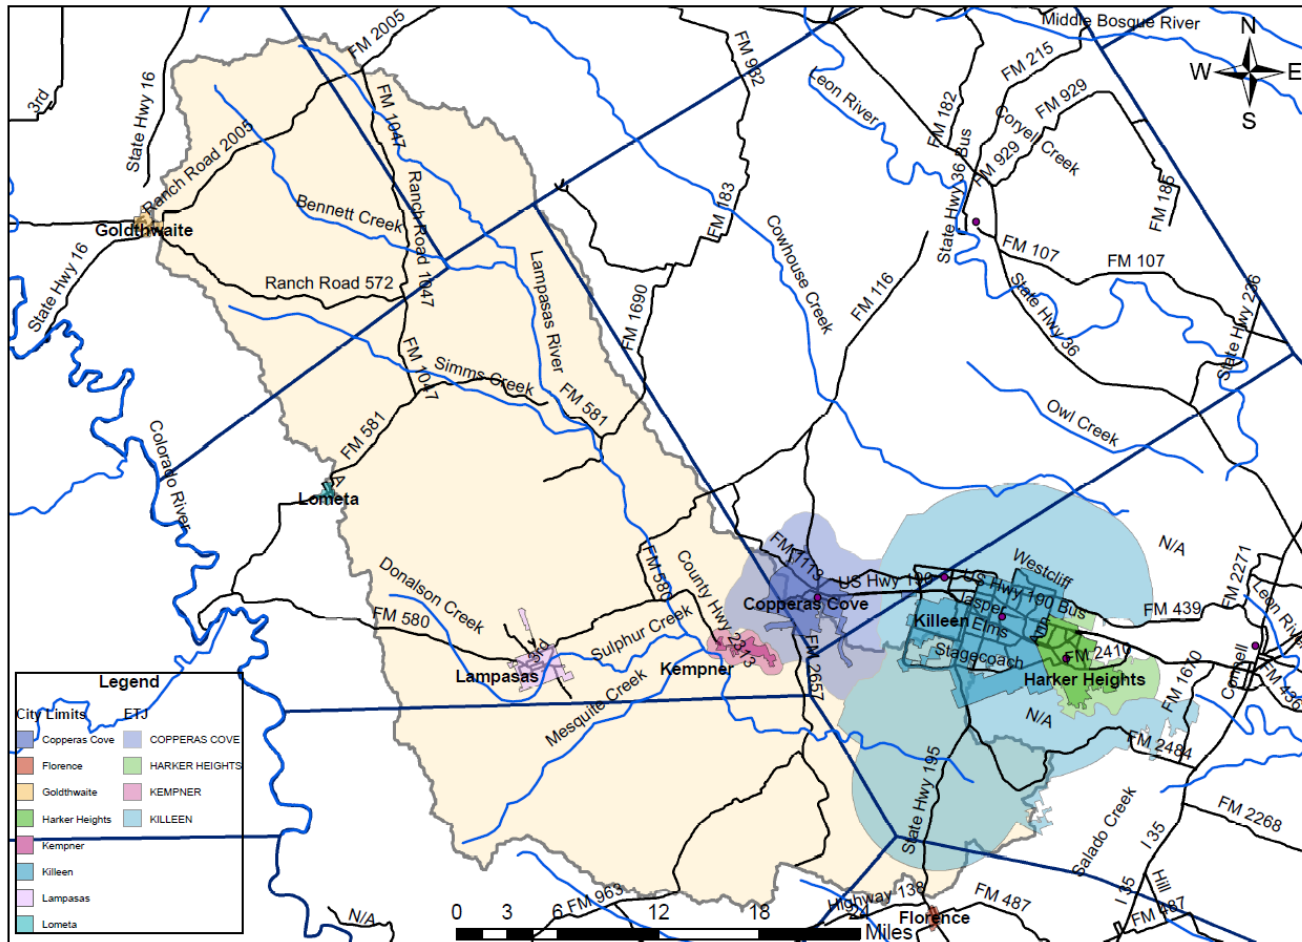 Middle Bosque River
N
W E
S
FM 2005
FM 932
FM 215
3rd
State Hwy 16
Leon River
FM 182
FM 929
Coryell Creek
FM 1047
State Hwy 36 Bus
FM 929
Ranch Road 2005
FM 185
FM 183
Bennett Creek
Ranch Road 1047
Goldthwaite
Cowhouse Creek
FM 107
FM 107
State Hwy 16
Ranch Road 572
Lampasas River
FM 116
State Hwy 36
State Hwy 236
FM 1690
FM 1047
Simms Creek
FM 581
FM 581
Owl Creek
Colorado River
Lometa
N/A
FM 1113
US Hwy 190
Westcliff
US Hwy 190 Bus
FM 2271
FM 580
County Hwy 2313
Donalson Creek
Copperas Cove
Jasper
Killeen
Elms
FM 439
Leon River
FM 580
3rd
Sulphur Creek
Stagecoach
FM 2410
Lampasas
Kempner
FM 2657
Harker Heights
FM 1670
Connell
FM 436
Mesquite Creek
N/A
FM 2484
State Hwy 195
Salado Creek
FM 2268
I 35
I 35
Hill
FM 487
FM 963
Highway 138
FM 487
Florence
N/A
0 3 6 12 18 24
Miles
Legend
City Limits ETJ
Copperas Cove COPPERAS COVE
Florence HARKER HEIGHTS
Goldthwaite KEMPNER
Harker Heights KILLEEN
Kempner
Killeen
Lampasas
Lometa